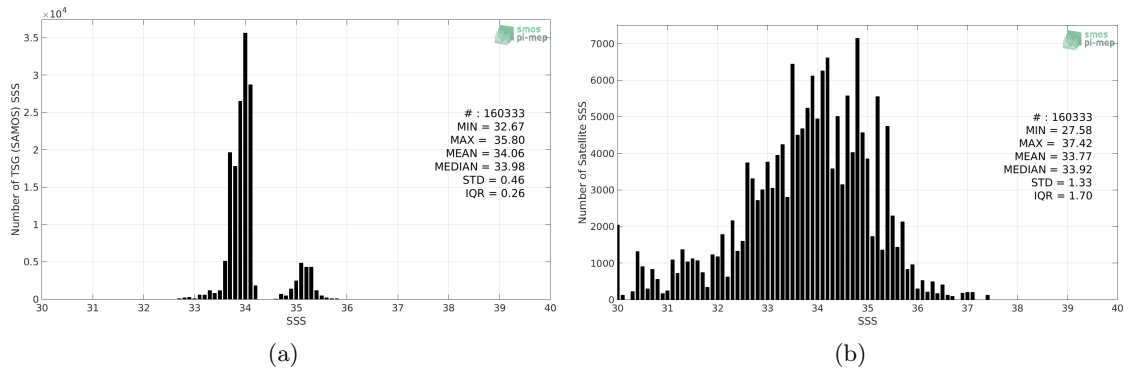 ×10⁴
3.5
3
2.5
2
1.5
1
0.5
0
30 31 32 33 34 35 36 37 38 39 40
SSS
Number of TSG (SAMOS) SSS
smos
pi-mep
# : 160333
MIN = 32.67
MAX = 35.80
MEAN = 34.06
MEDIAN = 33.98
STD = 0.46
IQR = 0.26
(a)
7000
6000
5000
4000
3000
2000
1000
0
30 31 32 33 34 35 36 37 38 39 40
SSS
Number of Satellite SSS
smos
pi-mep
# : 160333
MIN = 27.58
MAX = 37.42
MEAN = 33.77
MEDIAN = 33.92
STD = 1.33
IQR = 1.70
(b)